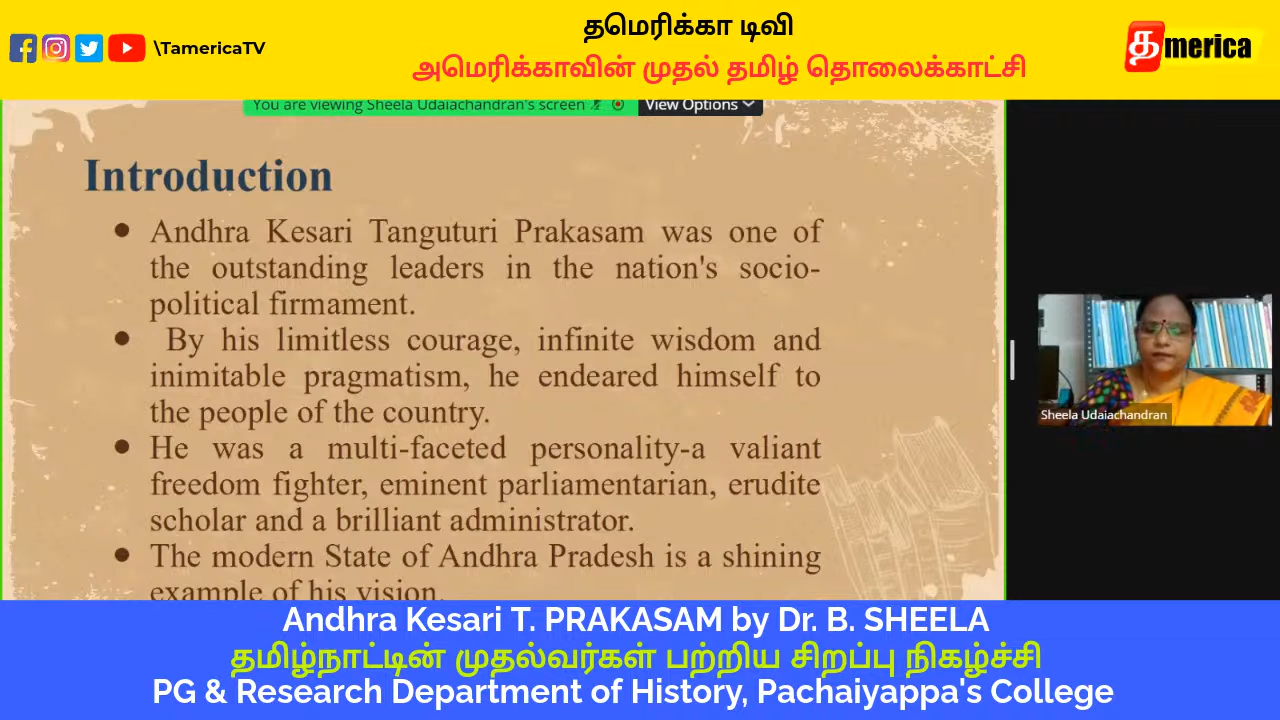 \TamericaTV
தமெரிக்கா டிவி
அமெரிக்காவின் முதல் தமிழ் தொலைக்காட்சி
தmerica
You are viewing Sheela Udaiachandran's screen
View Options
Introduction
• Andhra Kesari Tanguturi Prakasam was one of
the outstanding leaders in the nation's socio-
political firmament.
• By his limitless courage, infinite wisdom and
inimitable pragmatism, he endeared himself to
the people of the country.
• He was a multi-faceted personality-a valiant
freedom fighter, eminent parliamentarian, erudite
scholar and a brilliant administrator.
• The modern State of Andhra Pradesh is a shining
example of his vision.
Sheela Udaiachandran
Andhra Kesari T. PRAKASAM by Dr. B. SHEELA
தமிழ்நாட்டின் முதல்வர்கள் பற்றிய சிறப்பு நிகழ்ச்சி
PG & Research Department of History, Pachaiyappa's College